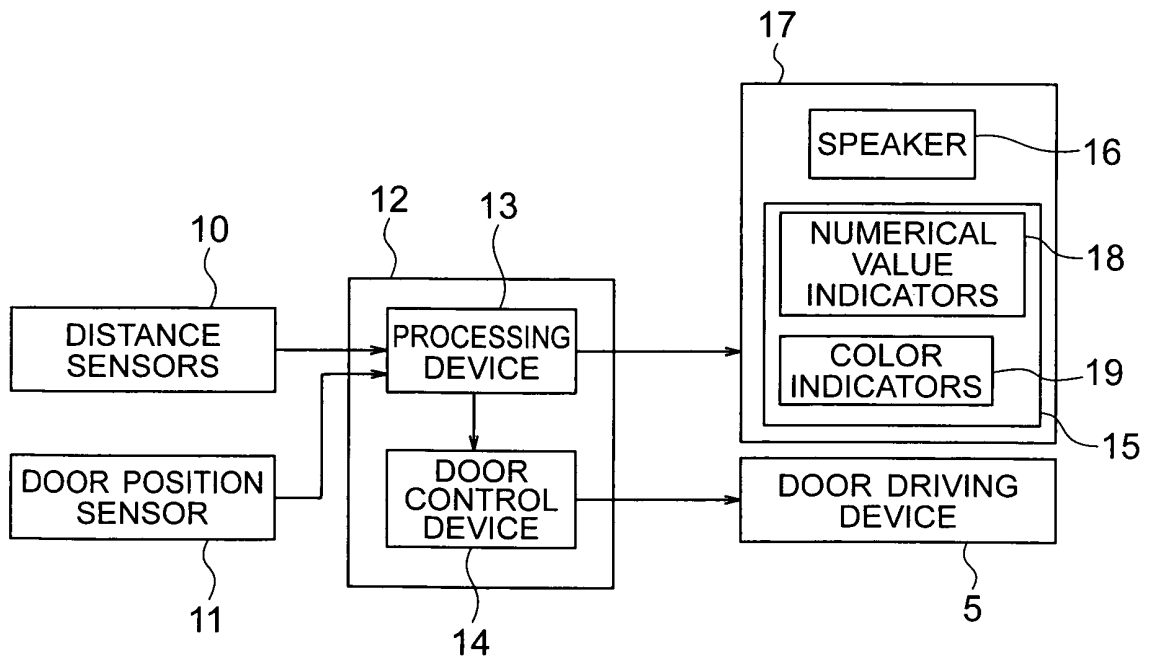 17
SPEAKER
16
12
13
10
NUMERICAL
VALUE
INDICATORS
18
DISTANCE
SENSORS
PROCESSING
DEVICE
COLOR
INDICATORS
19
15
DOOR POSITION
SENSOR
DOOR
CONTROL
DEVICE
DOOR DRIVING
DEVICE
11
14
5